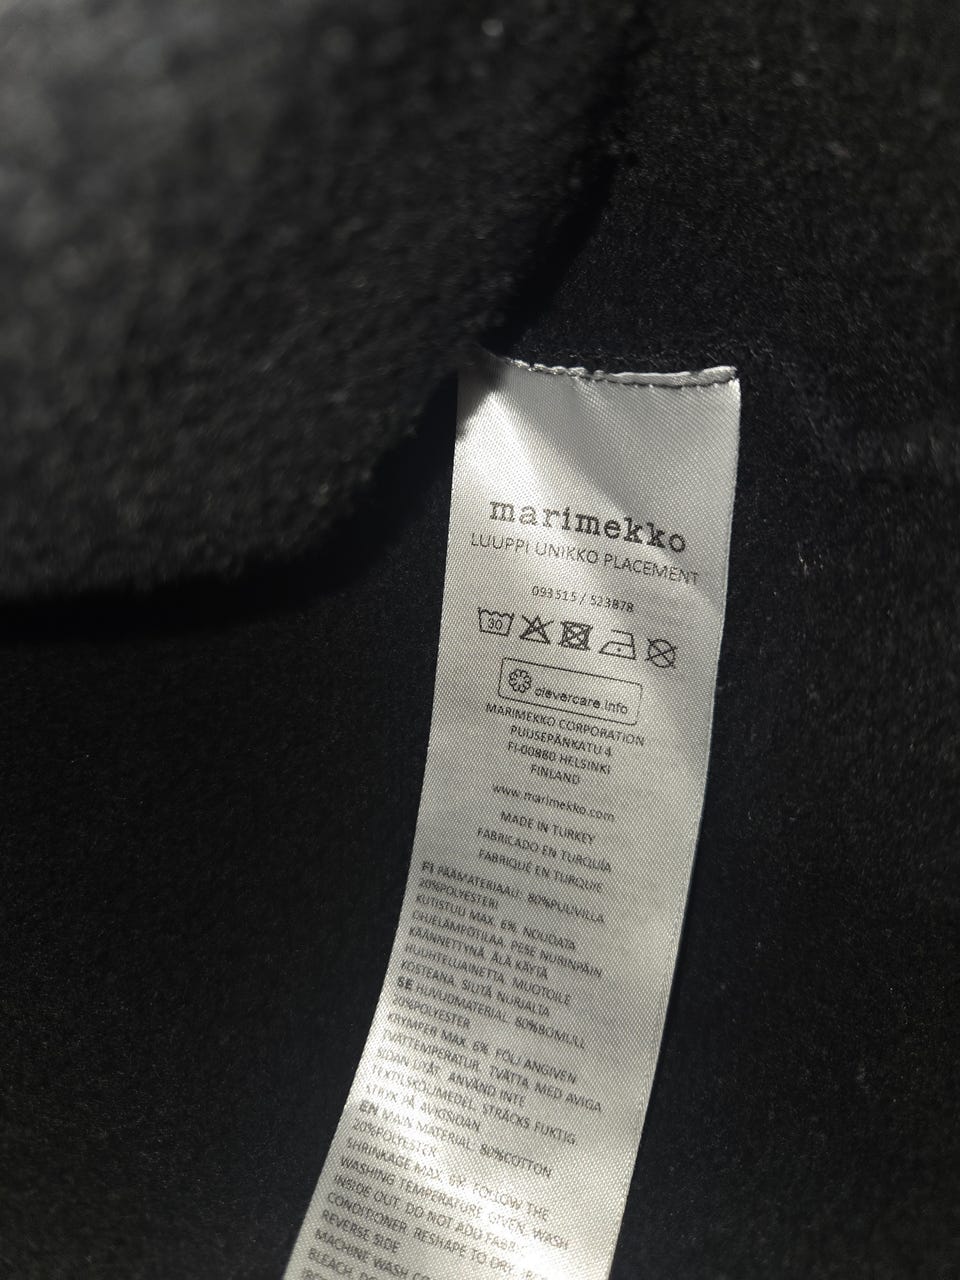 marimekko
LUUPPI UNIKKO PLACEMENT
093515 / 523878
30
clevercare.info
MARIMEKKO CORPORATION
PUUSEPÄNKATU 4
FI-00880 HELSINKI
FINLAND
www.marimekko.com
MADE IN TURKEY
FABRICADO EN TURQUÍA
FABRIQUÉ EN TURQUIE
FI PÄÄMATERIAALI: 80%PUUVILLA
20%POLYESTERI
KUTISTUU MAX. 6%. NOUDATA
OHJELÄMPÖTILAA. PESE NURINPÄIN
KÄÄNNETTYNÄ. ÄLÄ KÄYTÄ
HUUHTELUAINETTA. MUOTOILE
KOSTEANA. SILITÄ NURJALTA
SE HUVUDMATERIAL: 80%BOMULL
20%POLYESTER
KRYMPER MAX. 6%. FÖLJ ANGIVEN
TVÄTTEMPERATUR. TVÄTTA MED AVIGA
SIDAN UTÅT. ANVÄND INTE
TEXTILSKÖLJMEDEL. STRÄCKS FUKTIG.
STRYK PÅ AVIGSIDAN
EN MAIN MATERIAL: 80%COTTON
20%POLYESTER
SHRINKAGE MAX. 6%. FOLLOW THE
WASHING TEMPERATURE GIVEN. WASH
INSIDE OUT. DO NOT ADD
CONDITIONER. RESHAPE TO DRY.
REVERSE SIDE
MACHINE WASH
BLEACH.